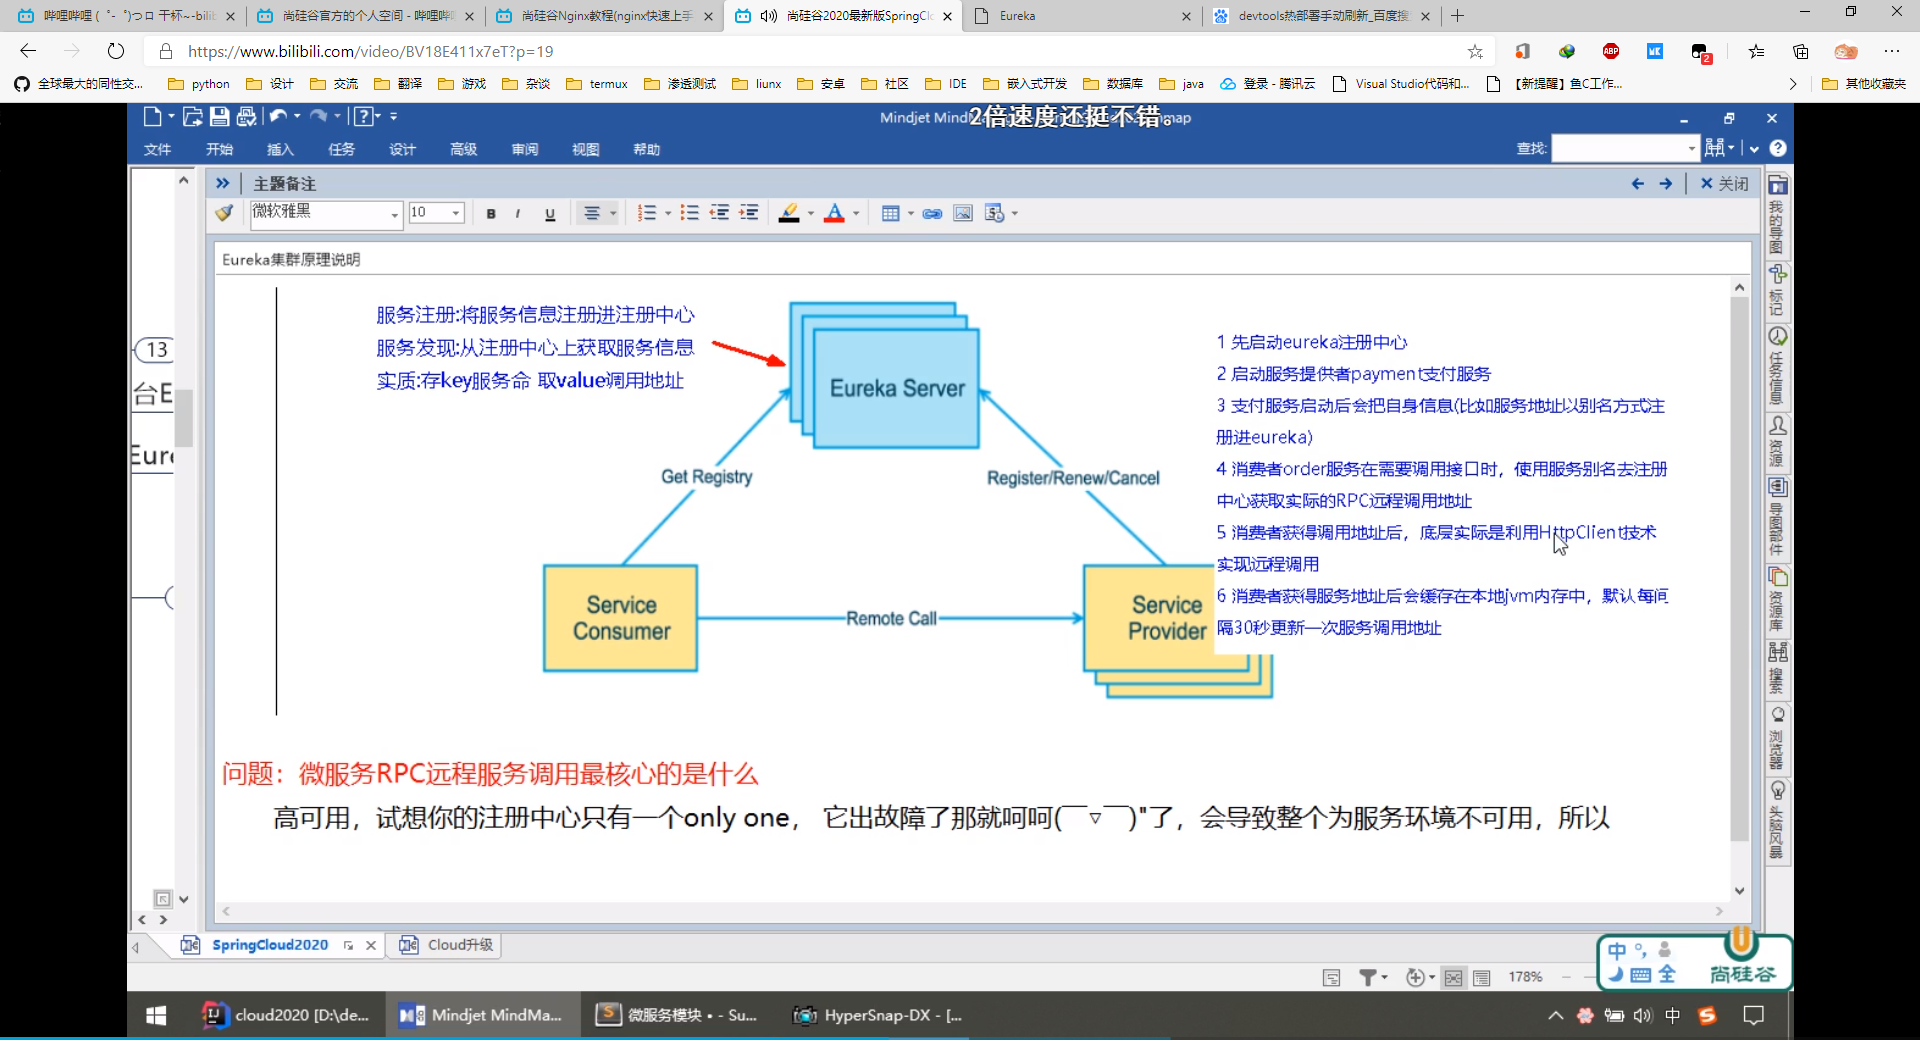 哔哩哔哩 (゜-゜)つロ 干杯~-bili
尚硅谷官方的个人空间 - 哔哩哔哩
尚硅谷Nginx教程(nginx快速上手
尚硅谷2020最新版SpringClo
Eureka
devtools热部署手动刷新_百度搜
https://www.bilibili.com/video/BV18E411x7eT?p=19
ABP
2
全球最大的同性交...
python
设计
交流
翻译
游戏
杂谈
termux
渗透测试
liunx
安卓
社区
IDE
嵌入式开发
数据库
java
登录 - 腾讯云
Visual Studio代码和...
【新提醒】鱼C工作...
其他收藏夹
2倍速度还挺不错。
Mindjet Mind
map
文件
开始
插入
任务
设计
高级
审阅
视图
帮助
查找:
主题备注
关闭
微软雅黑
10
B
I
U
Eureka集群原理说明
服务注册:将服务信息注册进注册中心
服务发现:从注册中心上获取服务信息
实质:存key服务命 取value调用地址
Eureka Server
Get Registry
Register/Renew/Cancel
Service
Consumer
Remote Call
Service
Provider
1 先启动eureka注册中心
2 启动服务提供者payment支付服务
3 支付服务启动后会把自身信息(比如服务地址以别名方式注
册进eureka)
4 消费者order服务在需要调用接口时，使用服务别名去注册
中心获取实际的RPC远程调用地址
5 消费者获得调用地址后，底层实际是利用HttpClient技术
实现远程调用
6 消费者获得服务地址后会缓存在本地jvm内存中，默认每间
隔30秒更新一次服务调用地址
问题：微服务RPC远程服务调用最核心的是什么
高可用，试想你的注册中心只有一个only one， 它出故障了那就呵呵(￣▽￣)"了，会导致整个为服务环境不可用，所以
13
台E
Eur
我的导图
标记
任务信息
资源
导图部件
资源库
搜索
浏览器
头脑风暴
SpringCloud2020
Cloud升级
178%
中
全
尚硅谷
cloud2020 [D:\de...
Mindjet MindMa...
微服务模块 • - Su...
HyperSnap-DX - [...
中